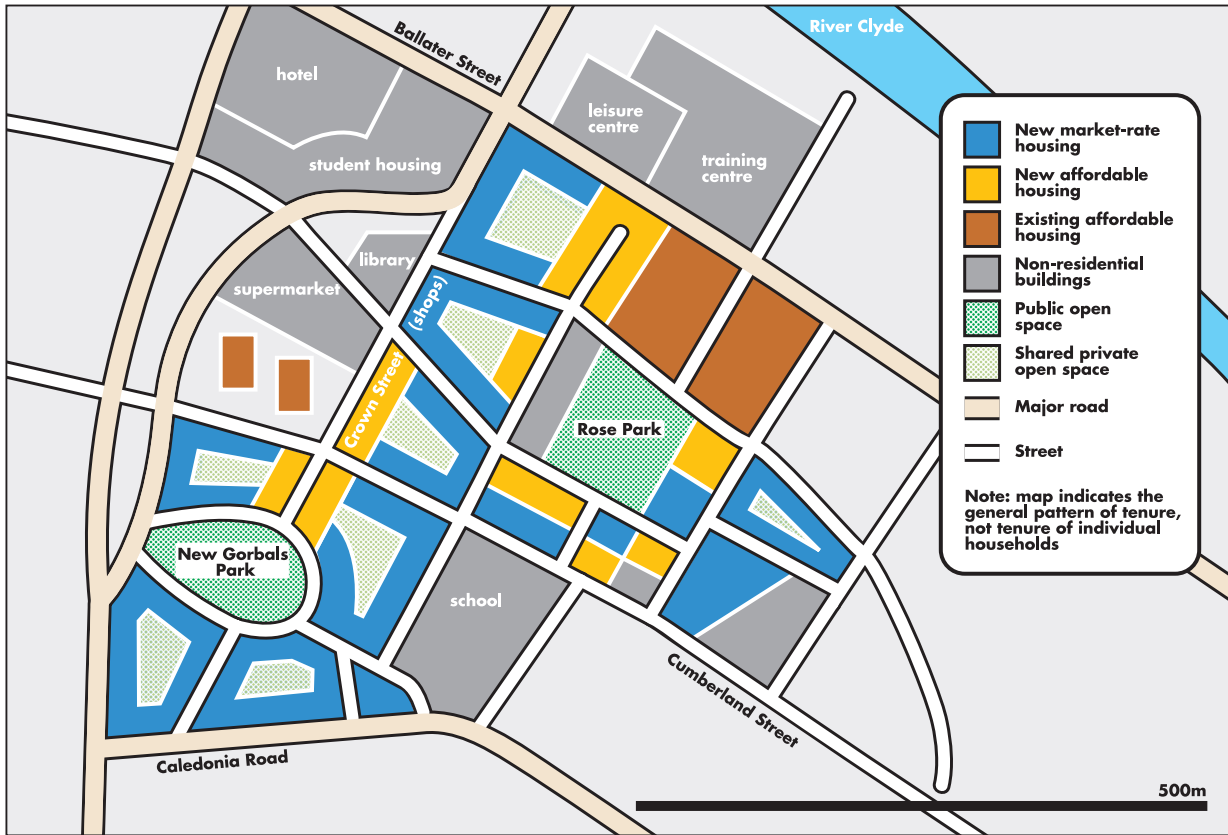 River Clyde
Ballater Street
hotel
leisure
centre
student housing
training
centre
library
supermarket
(shops)
Crown Street
Rose Park
New Gorbals
Park
school
Cumberland Street
Caledonia Road
New market-rate
housing
New affordable
housing
Existing affordable
housing
Non-residential
buildings
Public open
space
Shared private
open space
Major road
Street
Note: map indicates the
general pattern of tenure,
not tenure of individual
households
500m